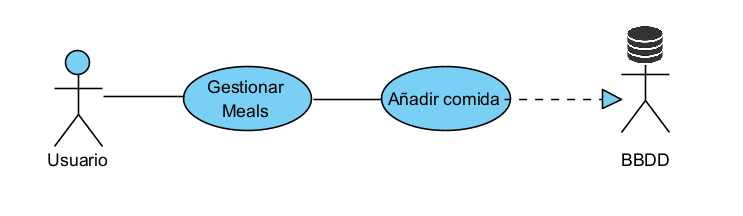 Gestionar
Meals
Añadir comida
Usuario
BBDD